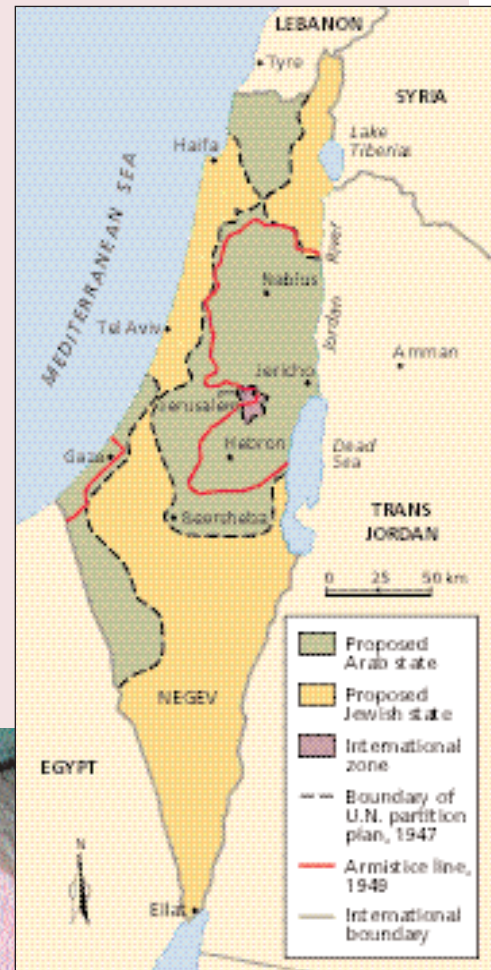 LEBANON
Tyre
SYRIA
Lake
Tiberias
Haifa
MEDITERRANEAN SEA
River
Jordan
Nablus
Tel Aviv
Amman
Jericho
Jerusalem
Hebron
Gaza
Dead
Sea
Beersheba
TRANS
JORDAN
0 25 50 km
NEGEV
EGYPT
N
Eilat
Proposed
Arab state
Proposed
Jewish state
International
zone
Boundary of
U.N. partition
plan, 1947
Armistice line,
1949
International
boundary